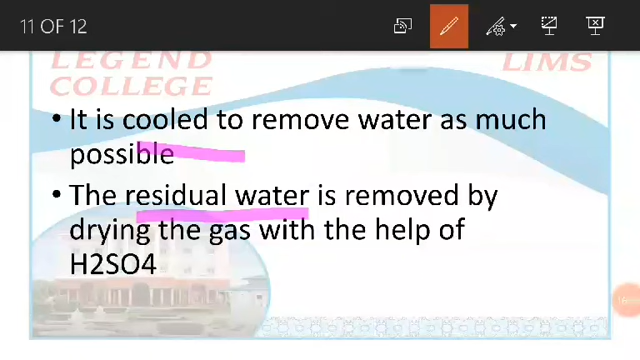 11 OF 12
LEGEND
COLLEGE
LIMS
• It is cooled to remove water as much
possible
• The residual water is removed by
drying the gas with the help of
H2SO4